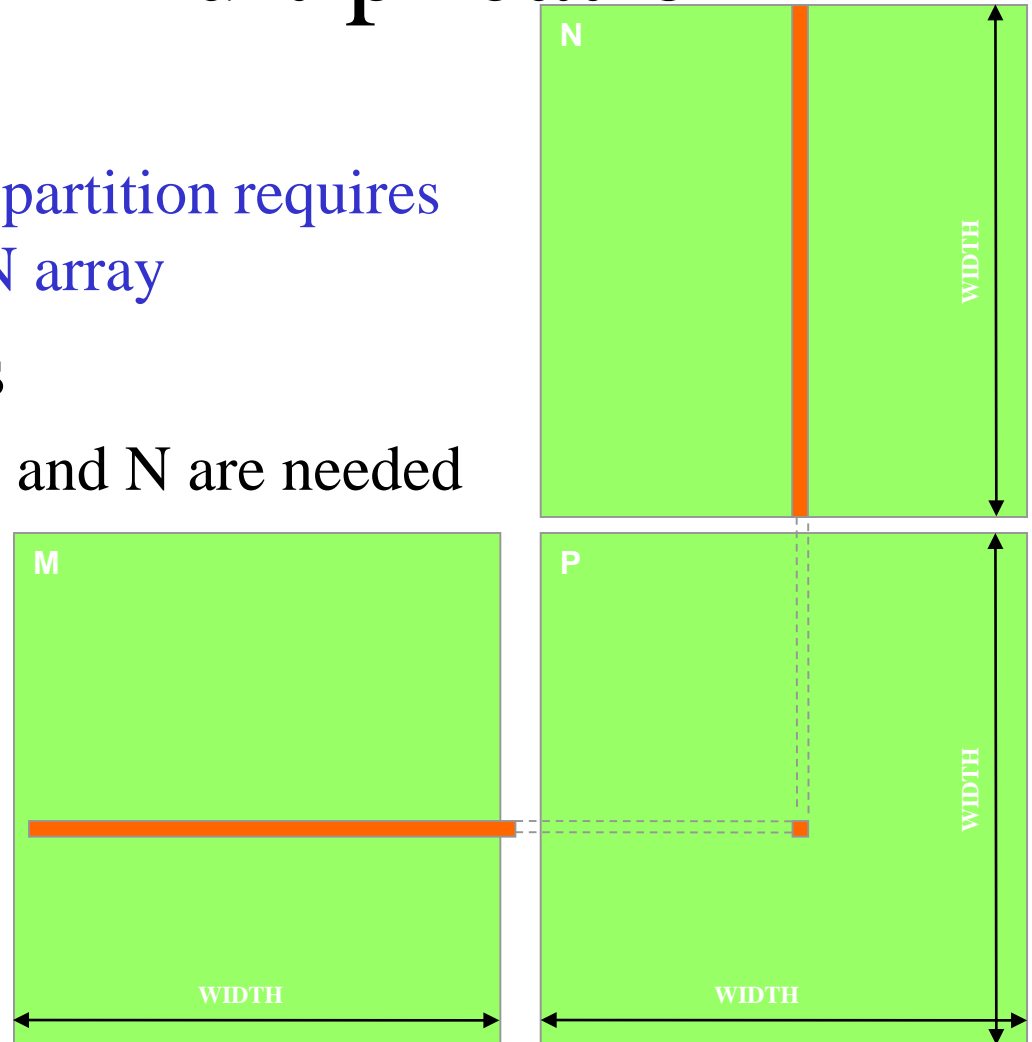 N
partition requires
N array
WIDTH
and N are needed
M
P
WIDTH
WIDTH
WIDTH